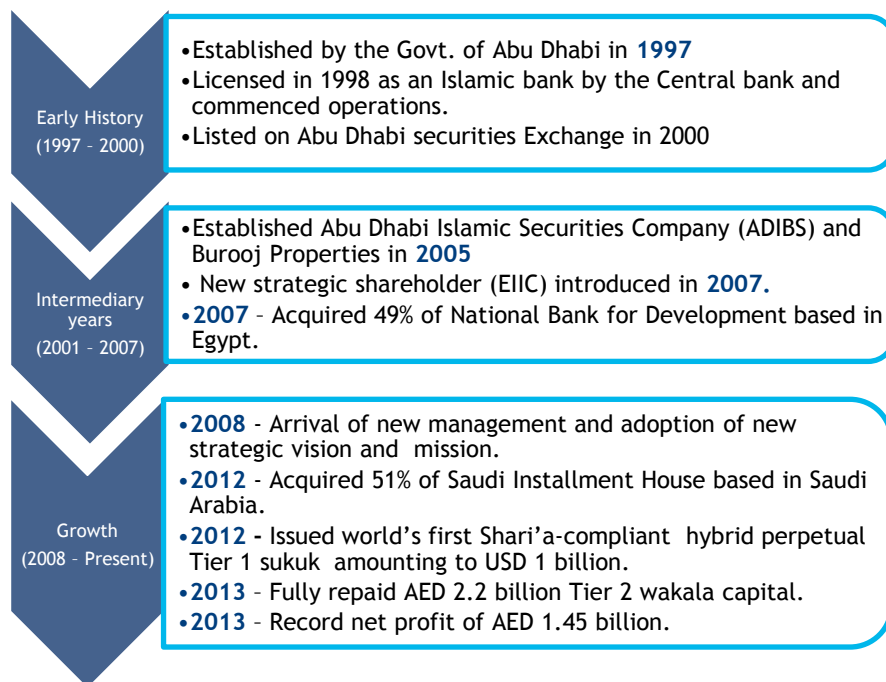 Early History
(1997 – 2000)
•Established by the Govt. of Abu Dhabi in 1997
•Licensed in 1998 as an Islamic bank by the Central bank and
commenced operations.
•Listed on Abu Dhabi securities Exchange in 2000
Intermediary
years
(2001 – 2007)
•Established Abu Dhabi Islamic Securities Company (ADIBS) and
Burooj Properties in 2005
• New strategic shareholder (EIIC) introduced in 2007.
•2007 – Acquired 49% of National Bank for Development based in
Egypt.
Growth
(2008 – Present)
•2008 - Arrival of new management and adoption of new
strategic vision and mission.
•2012 - Acquired 51% of Saudi Installment House based in Saudi
Arabia.
•2012 - Issued world’s first Shari’a-compliant hybrid perpetual
Tier 1 sukuk amounting to USD 1 billion.
•2013 – Fully repaid AED 2.2 billion Tier 2 wakala capital.
•2013 – Record net profit of AED 1.45 billion.